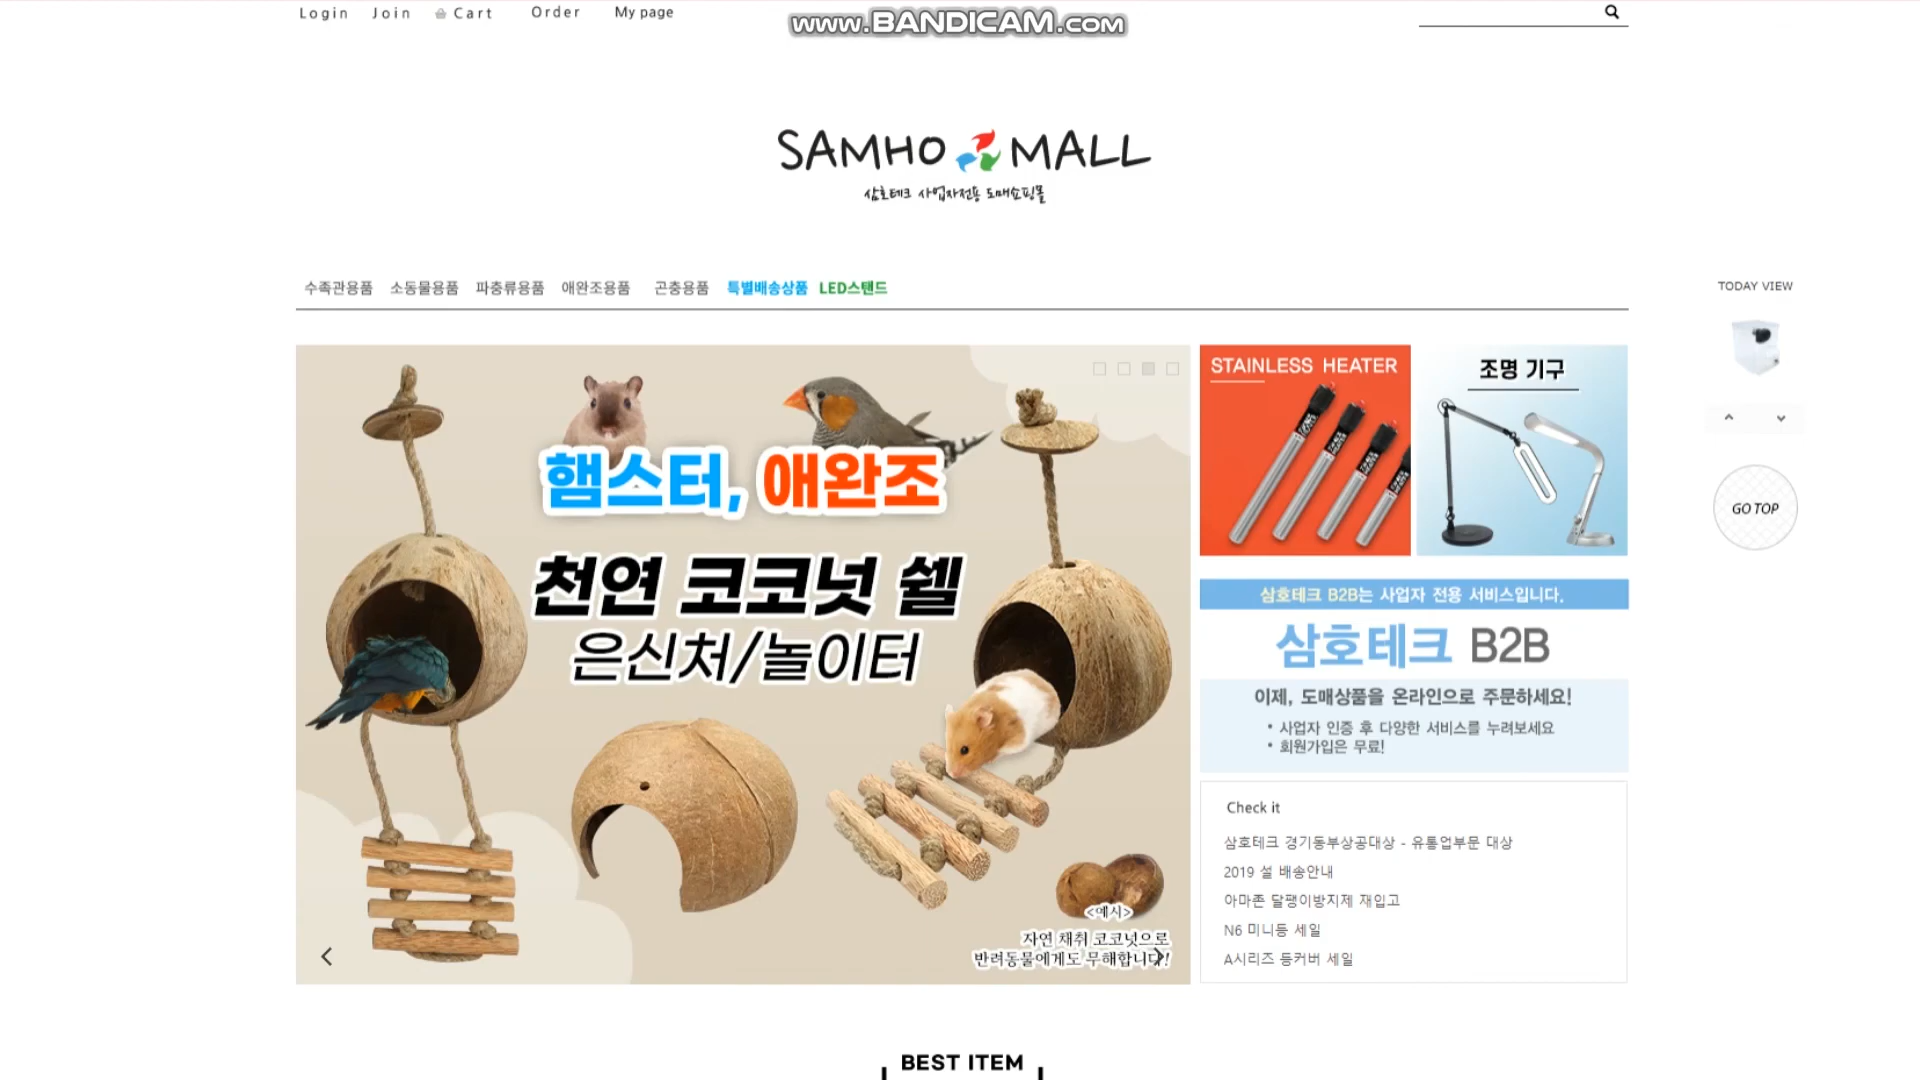 Login Join Cart Order My page
www.BANDICAM.com
SAMHO MALL
삼호테크 사업자전용 도매쇼핑몰
수족관용품 소동물용품 파충류용품 애완조용품 곤충용품 특별배송상품 LED스탠드
TODAY VIEW
GO TOP
햄스터, 애완조
천연 코코넛 쉘
은신처/놀이터
<예시>
자연 채취 코코넛으로
반려동물에게도 무해합니다!
STAINLESS HEATER
조명 기구
삼호테크 B2B는 사업자 전용 서비스입니다.
삼호테크 B2B
이제, 도매상품을 온라인으로 주문하세요!
• 사업자 인증 후 다양한 서비스를 누려보세요
• 회원가입은 무료!
Check it
삼호테크 경기동부상공대상 - 유통업부문 대상
2019 설 배송안내
아마존 달팽이방지제 재입고
N6 미니등 세일
A시리즈 등커버 세일
BEST ITEM